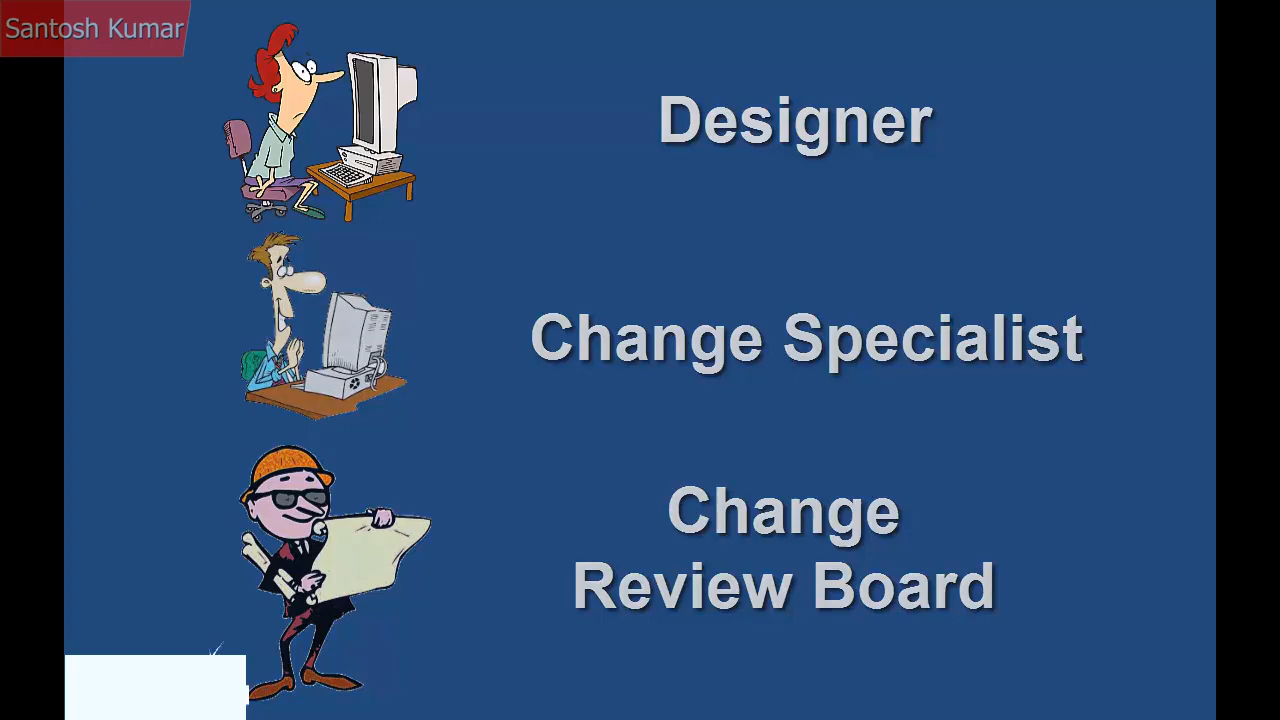 Santosh Kumar
Designer
Change Specialist
Change
Review Board